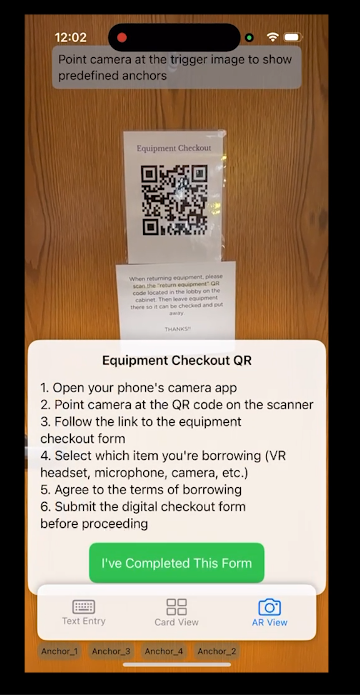 12:02
Point camera at the trigger image to show
predefined anchors
Equipment Checkout
When returning equipment, please
scan the "return equipment" QR
code located in the lobby on the
cabinet. Then leave equipment
there so it can be checked and put
away.
THANKS!
Equipment Checkout QR
1. Open your phone's camera app
2. Point camera at the QR code on the scanner
3. Follow the link to the equipment
checkout form
4. Select which item you're borrowing (VR
headset, microphone, camera, etc.)
5. Agree to the terms of borrowing
6. Submit the digital checkout form
before proceeding
I've Completed This Form
Text Entry
Card View
AR View
Anchor_1
Anchor_3
Anchor_4
Anchor_2